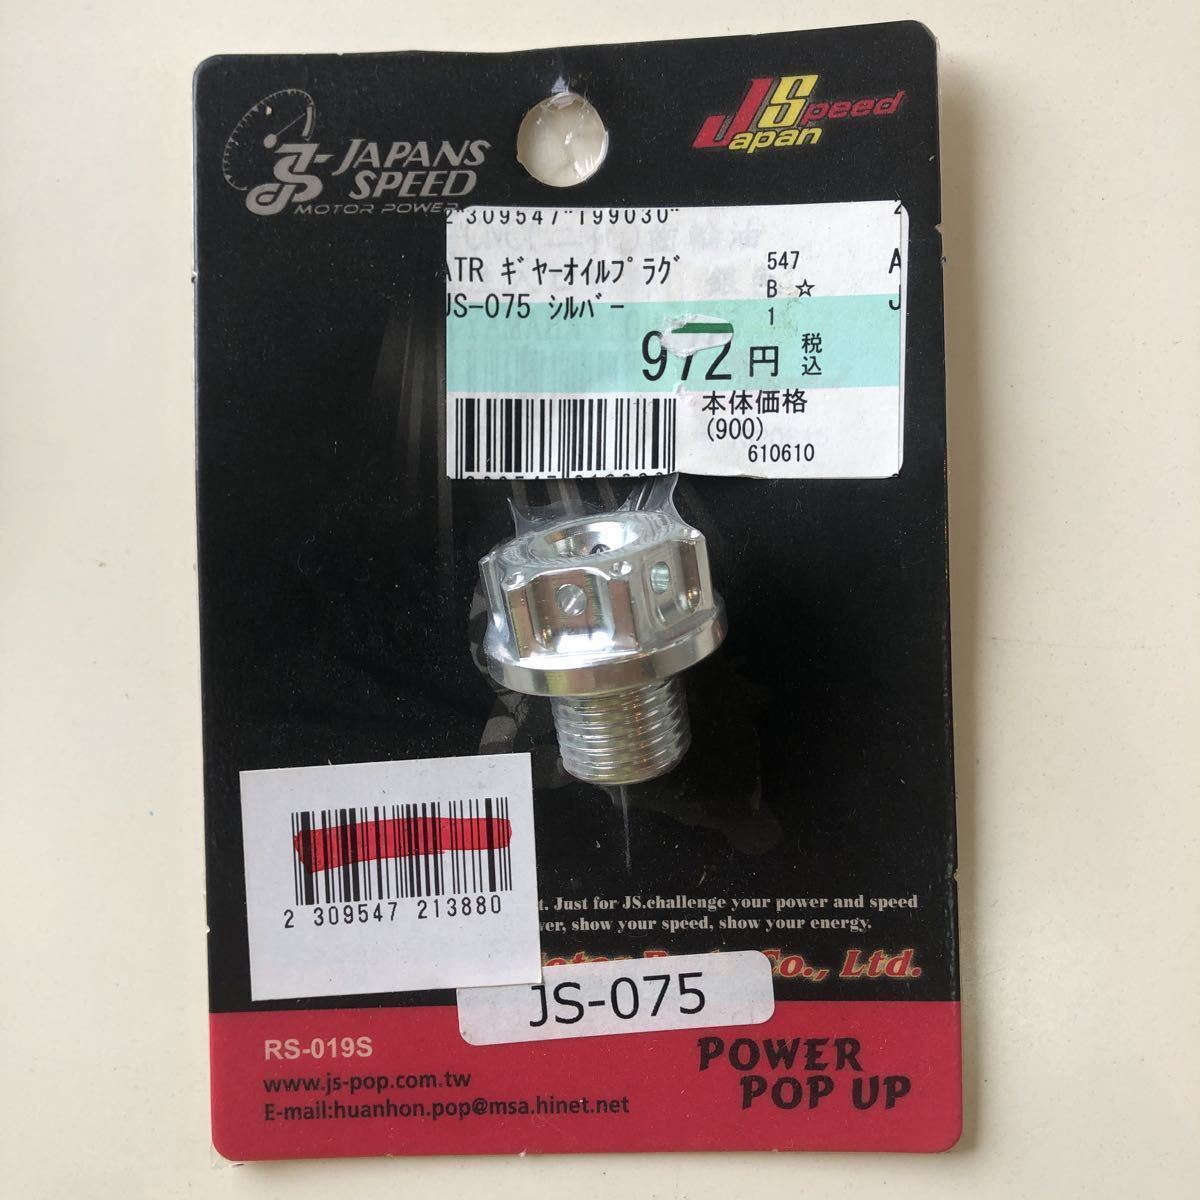 JAPANS
SPEED
MOTOR POWER
JSpeed
Japan
2"309547"199030"
ATR ｷﾞﾔｰｵｲﾙﾌﾟﾗｸﾞ 547
JS-075 ｼﾙﾊﾞｰ B ☆
1
972円 税込
本体価格
(900)
610610
2 309547 213880
t. Just for JS.challenge your power and speed
wer, show your speed, show your energy.
Co., Ltd.
JS-075
RS-019S
www.js-pop.com.tw
E-mail:huanhon.pop@msa.hinet.net
POWER
POP UP